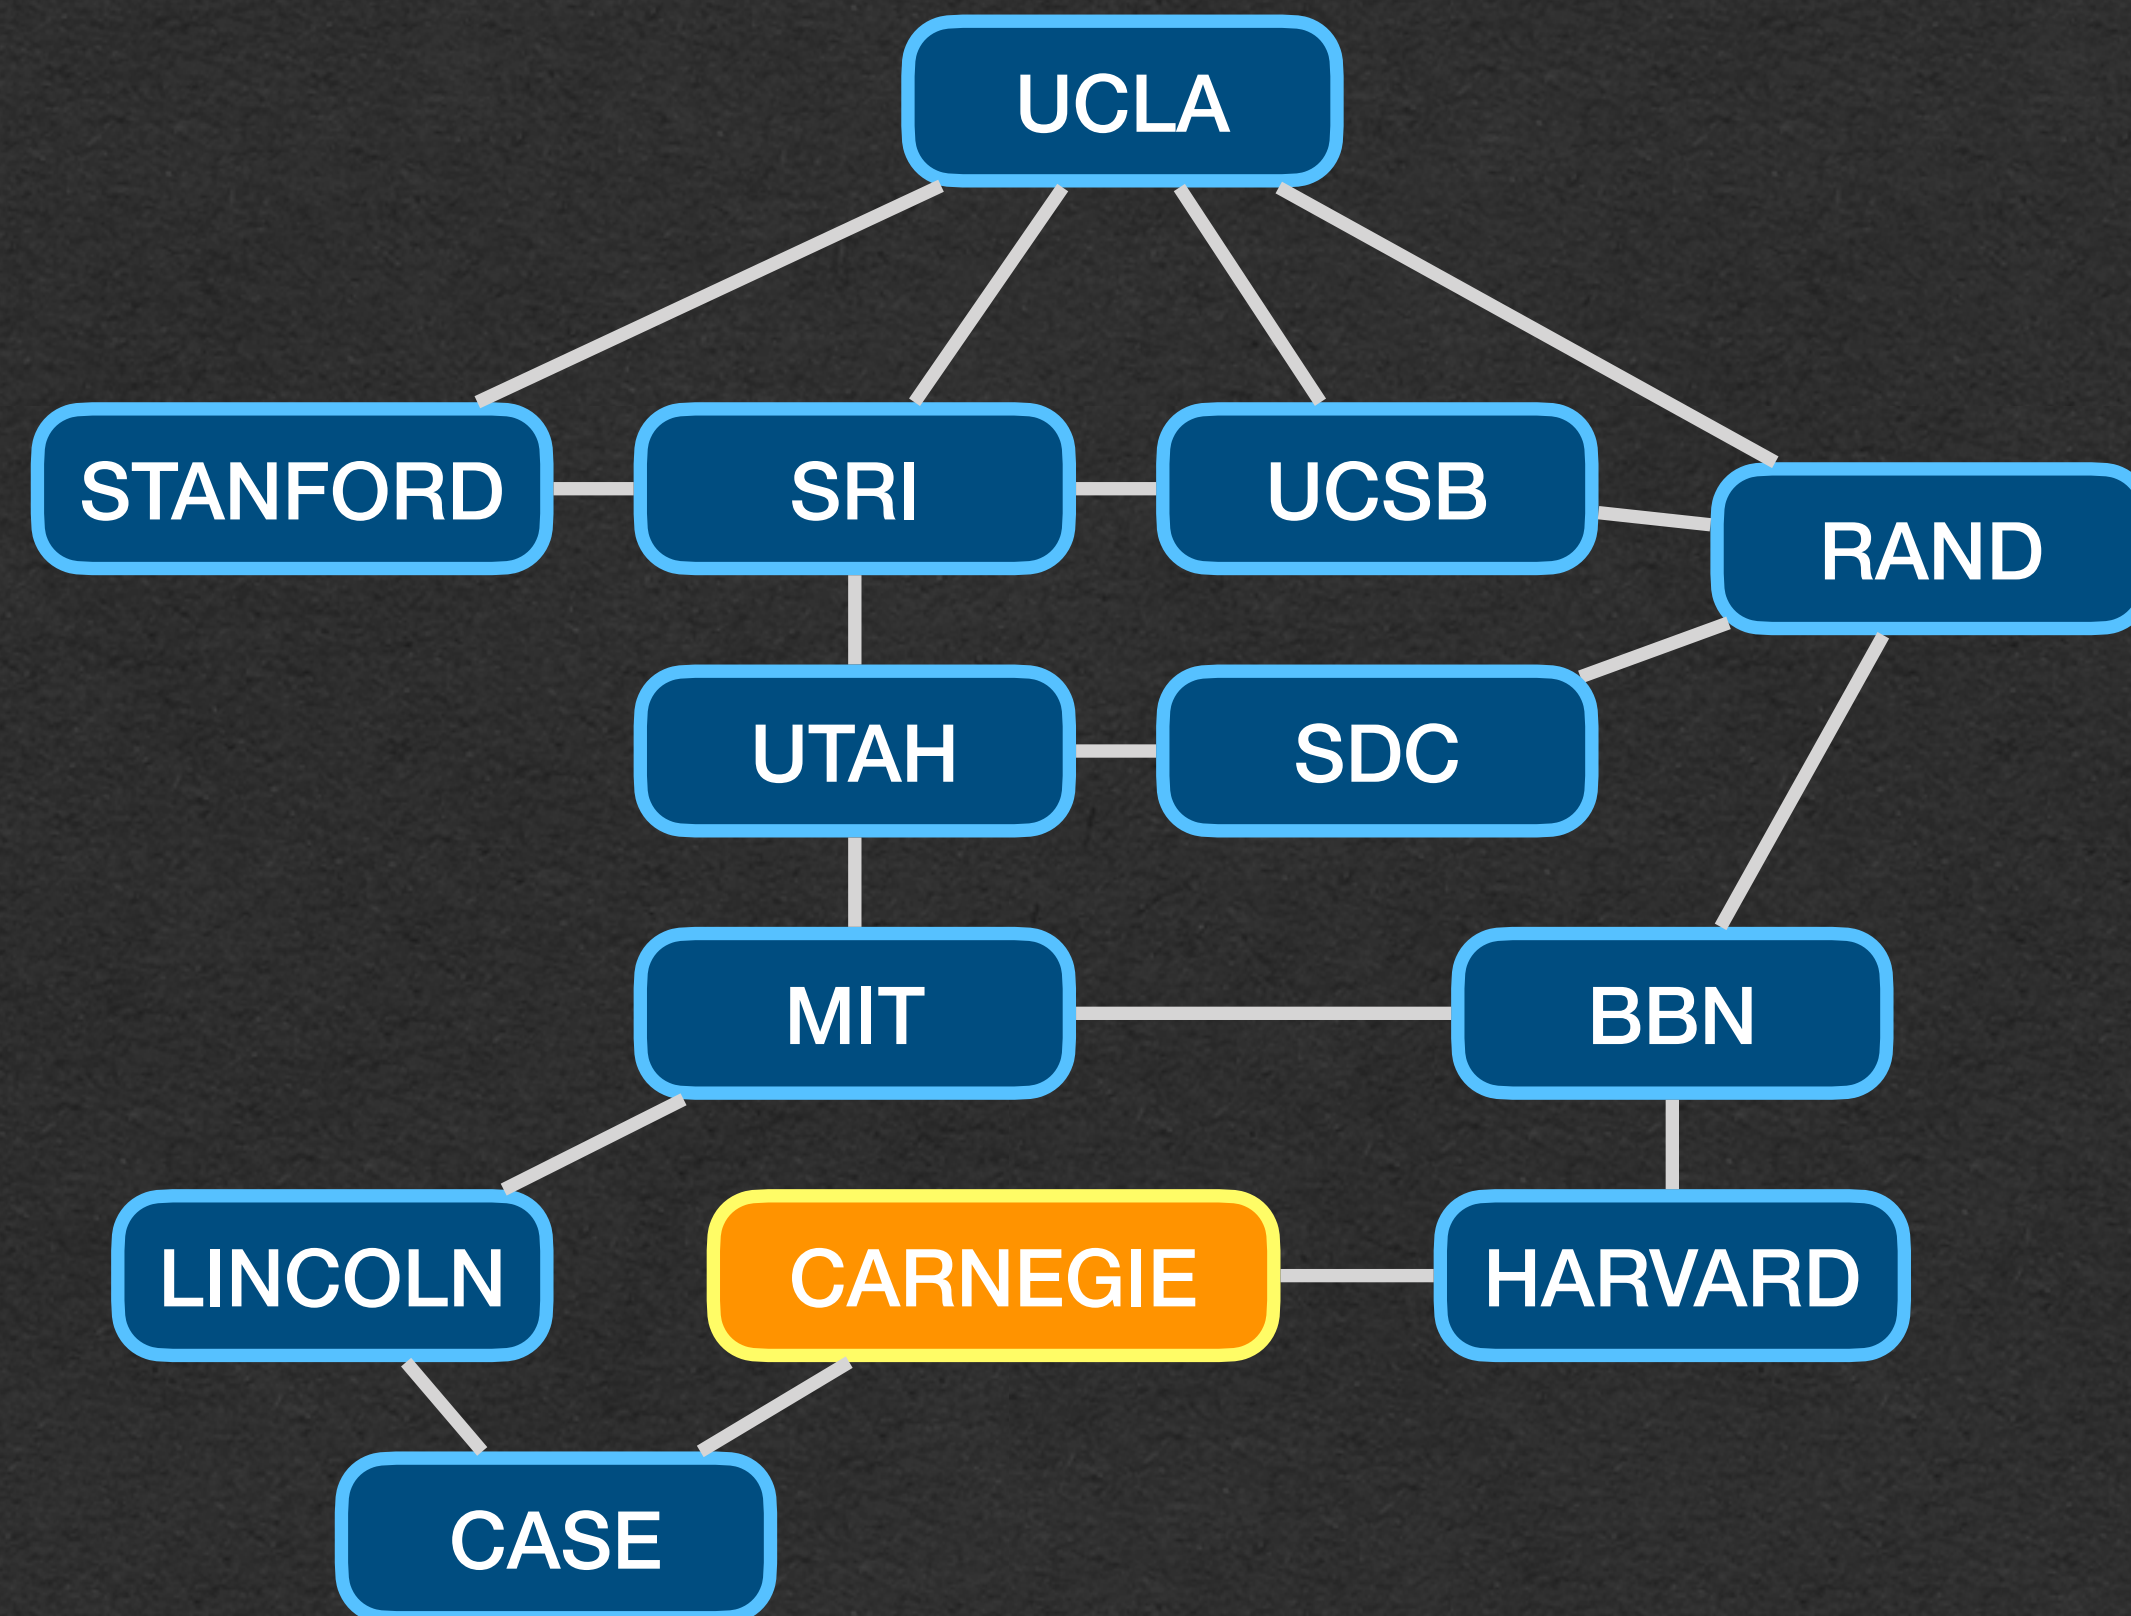 UCLA
STANFORD
SRI
UCSB
RAND
UTAH
SDC
MIT
BBN
LINCOLN
CARNEGIE
HARVARD
CASE